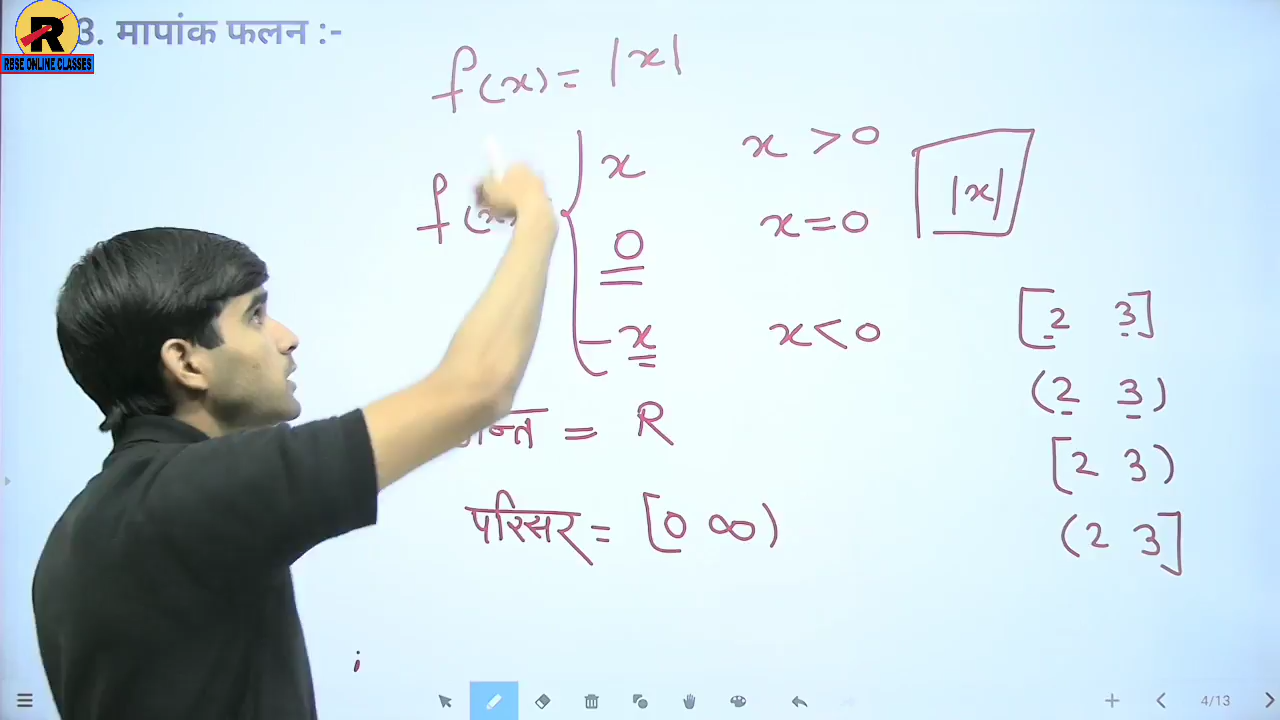 R
RBSE ONLINE CLASSES
3. मापांक फलन :-
f(x) = |x|
x x > 0
f(x)
0 x = 0
|x|
- x x < 0
[2 3]
(2 3)
= R
[2 3)
परिसर = [0 ∞)
(2 3]
4/13